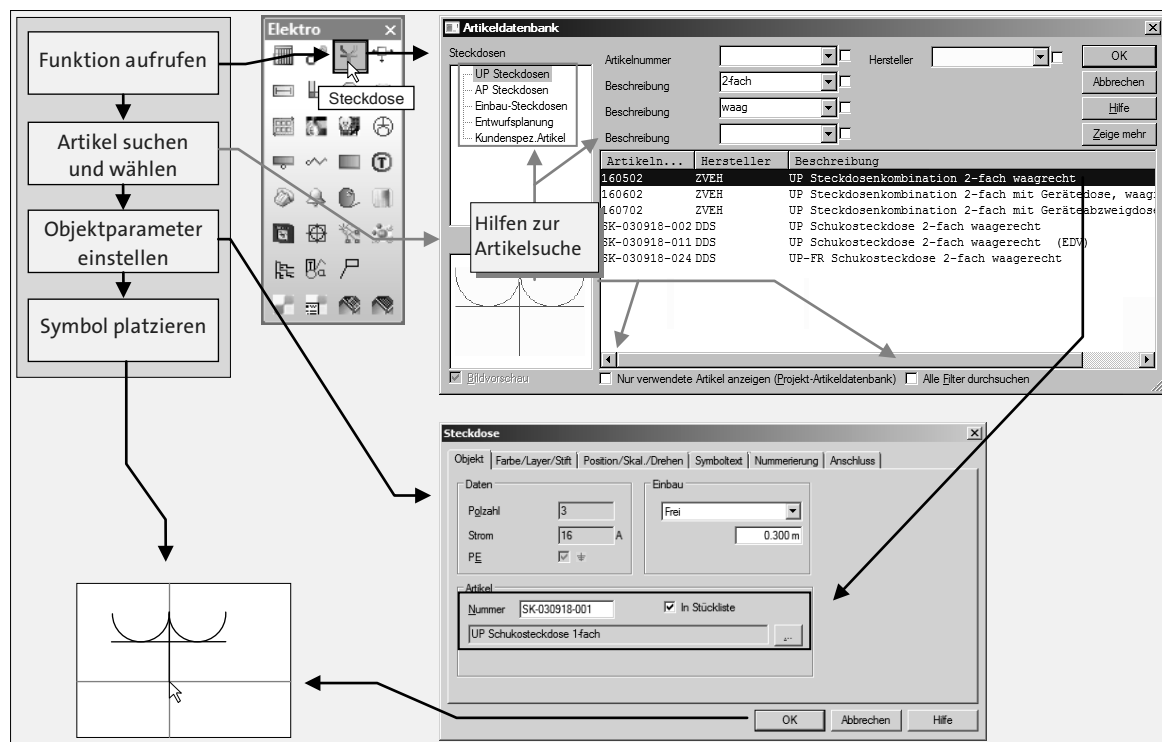 Funktion aufrufen
Artikel suchen
und wählen
Objektparameter
einstellen
Symbol platzieren
Elektro
Steckdose
Artikeldatenbank
Steckdosen
UP Steckdosen
AP Steckdosen
Einbau-Steckdosen
Entwurfsplanung
Kundenspez.Artikel
Artikelnummer
Hersteller
Beschreibung
2-fach
Beschreibung
waag
Beschreibung
OK
Abbrechen
Hilfe
Zeige mehr
Artikeln... Hersteller Beschreibung
160502 ZVEH UP Steckdosenkombination 2-fach waagrecht
160602 ZVEH UP Steckdosenkombination 2-fach mit Gerätedose, waag
160702 ZVEH UP Steckdosenkombination 2-fach mit Geräteabzweigdose
SK-030918-002 DDS UP Schukosteckdose 2-fach waagerecht
SK-030918-011 DDS UP Schukosteckdose 2-fach waagerecht (EDV)
SK-030918-024 DDS UP-FR Schukosteckdose 2-fach waagerecht
Hilfen zur
Artikelsuche
Bildvorschau
Nur verwendete Artikel anzeigen (Projekt-Artikeldatenbank)
Alle Filter durchsuchen
Steckdose
Objekt Farbe/Layer/Stift Position/Skal./Drehen Symboltext Nummerierung Anschluss
Daten
Polzahl 3
Strom 16 A
PE
Einbau
Frei
0.300 m
Artikel
Nummer SK-030918-001
In Stückliste
UP Schukosteckdose 1-fach
...
OK Abbrechen Hilfe